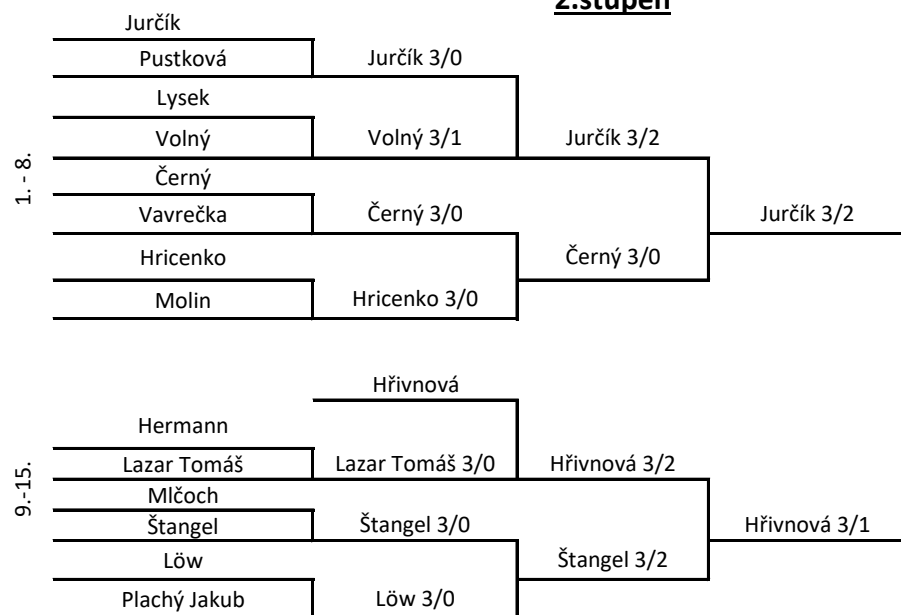 2.stupeň
Jurčík
Pustková
Jurčík 3/0
Lysek
Volný
Volný 3/1
Jurčík 3/2
1. - 8.
Černý
Vavrečka
Černý 3/0
Jurčík 3/2
Hricenko
Černý 3/0
Molin
Hricenko 3/0
Hřivnová
Hermann
Lazar Tomáš
Lazar Tomáš 3/0
Hřivnová 3/2
9.-15.
Mlčoch
Štangel
Štangel 3/0
Hřivnová 3/1
Löw
Štangel 3/2
Plachý Jakub
Löw 3/0